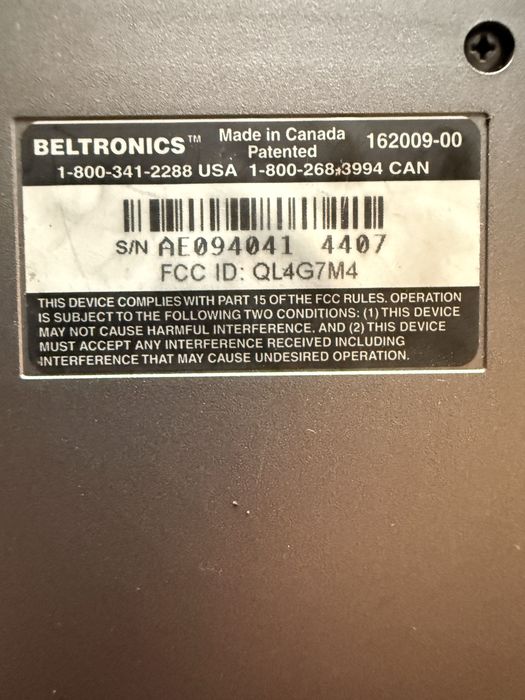 BELTRONICS™ Made in Canada Patented 162009-00
1-800-341-2288 USA 1-800-268-3994 CAN
S/N AE094041 4407
FCC ID: QL4G7M4
THIS DEVICE COMPLIES WITH PART 15 OF THE FCC RULES. OPERATION
IS SUBJECT TO THE FOLLOWING TWO CONDITIONS: (1) THIS DEVICE
MAY NOT CAUSE HARMFUL INTERFERENCE, AND (2) THIS DEVICE
MUST ACCEPT ANY INTERFERENCE RECEIVED INCLUDING
INTERFERENCE THAT MAY CAUSE UNDESIRED OPERATION.